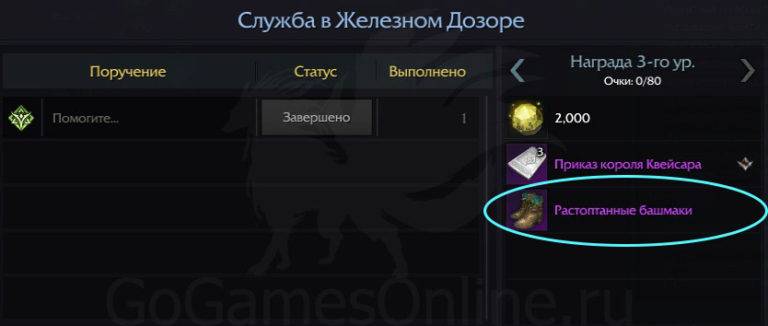 Служба в Железном Дозоре
Поручение Статус Выполнено
Помогите... Завершено 1
Награда 3-го ур.
Очки: 0/80
2,000
3
Приказ короля Квейсара
Растоптанные башмаки
GoGamesOnline.ru